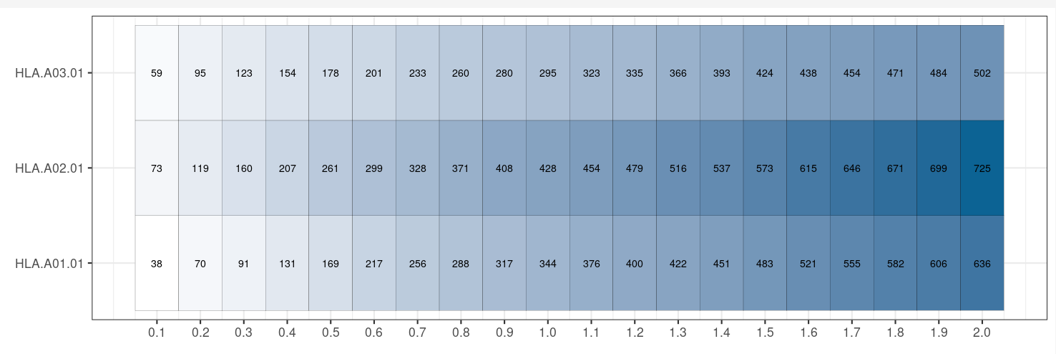 HLA.A03.01 59 95 123 154 178 201 233 260 280 295 323 335 366 393 424 438 454 471 484 502
HLA.A02.01 73 119 160 207 261 299 328 371 408 428 454 479 516 537 573 615 646 671 699 725
HLA.A01.01 38 70 91 131 169 217 256 288 317 344 376 400 422 451 483 521 555 582 606 636
0.1 0.2 0.3 0.4 0.5 0.6 0.7 0.8 0.9 1.0 1.1 1.2 1.3 1.4 1.5 1.6 1.7 1.8 1.9 2.0